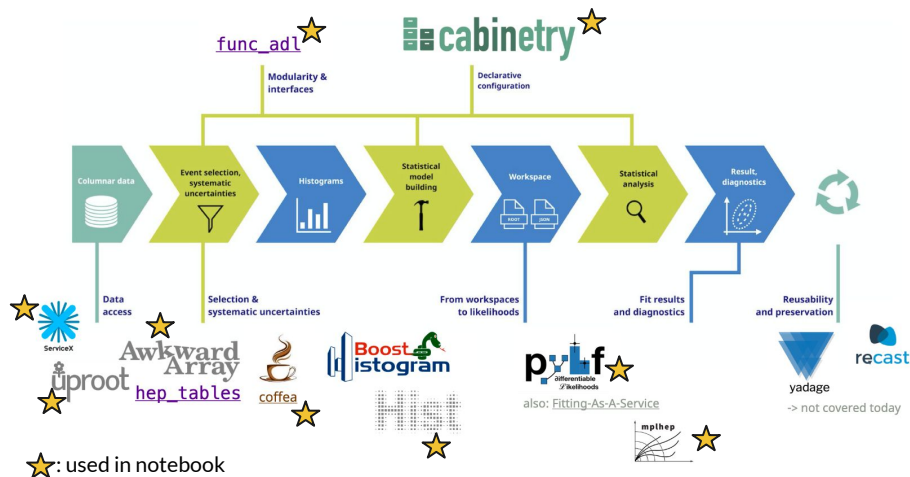 func_adl
cabinetry
Modularity &
interfaces
Declarative
configuration
Columnar data
Event selection,
systematic
uncertainties
Histograms
Statistical
model
building
Workspace
ROOT
JSON
Statistical
analysis
Result,
diagnostics
Data
access
Selection &
systematic uncertainties
From workspaces
to likelihoods
Fit results
and diagnostics
Reusability
and preservation
ServiceX
uproot
Awkward
Array
hep_tables
coffea
Boost
Histogram
Hist
pyhf
differentiable
Likelihoods
also: Fitting-As-A-Service
mplhep
yadage
recast
-> not covered today
: used in notebook